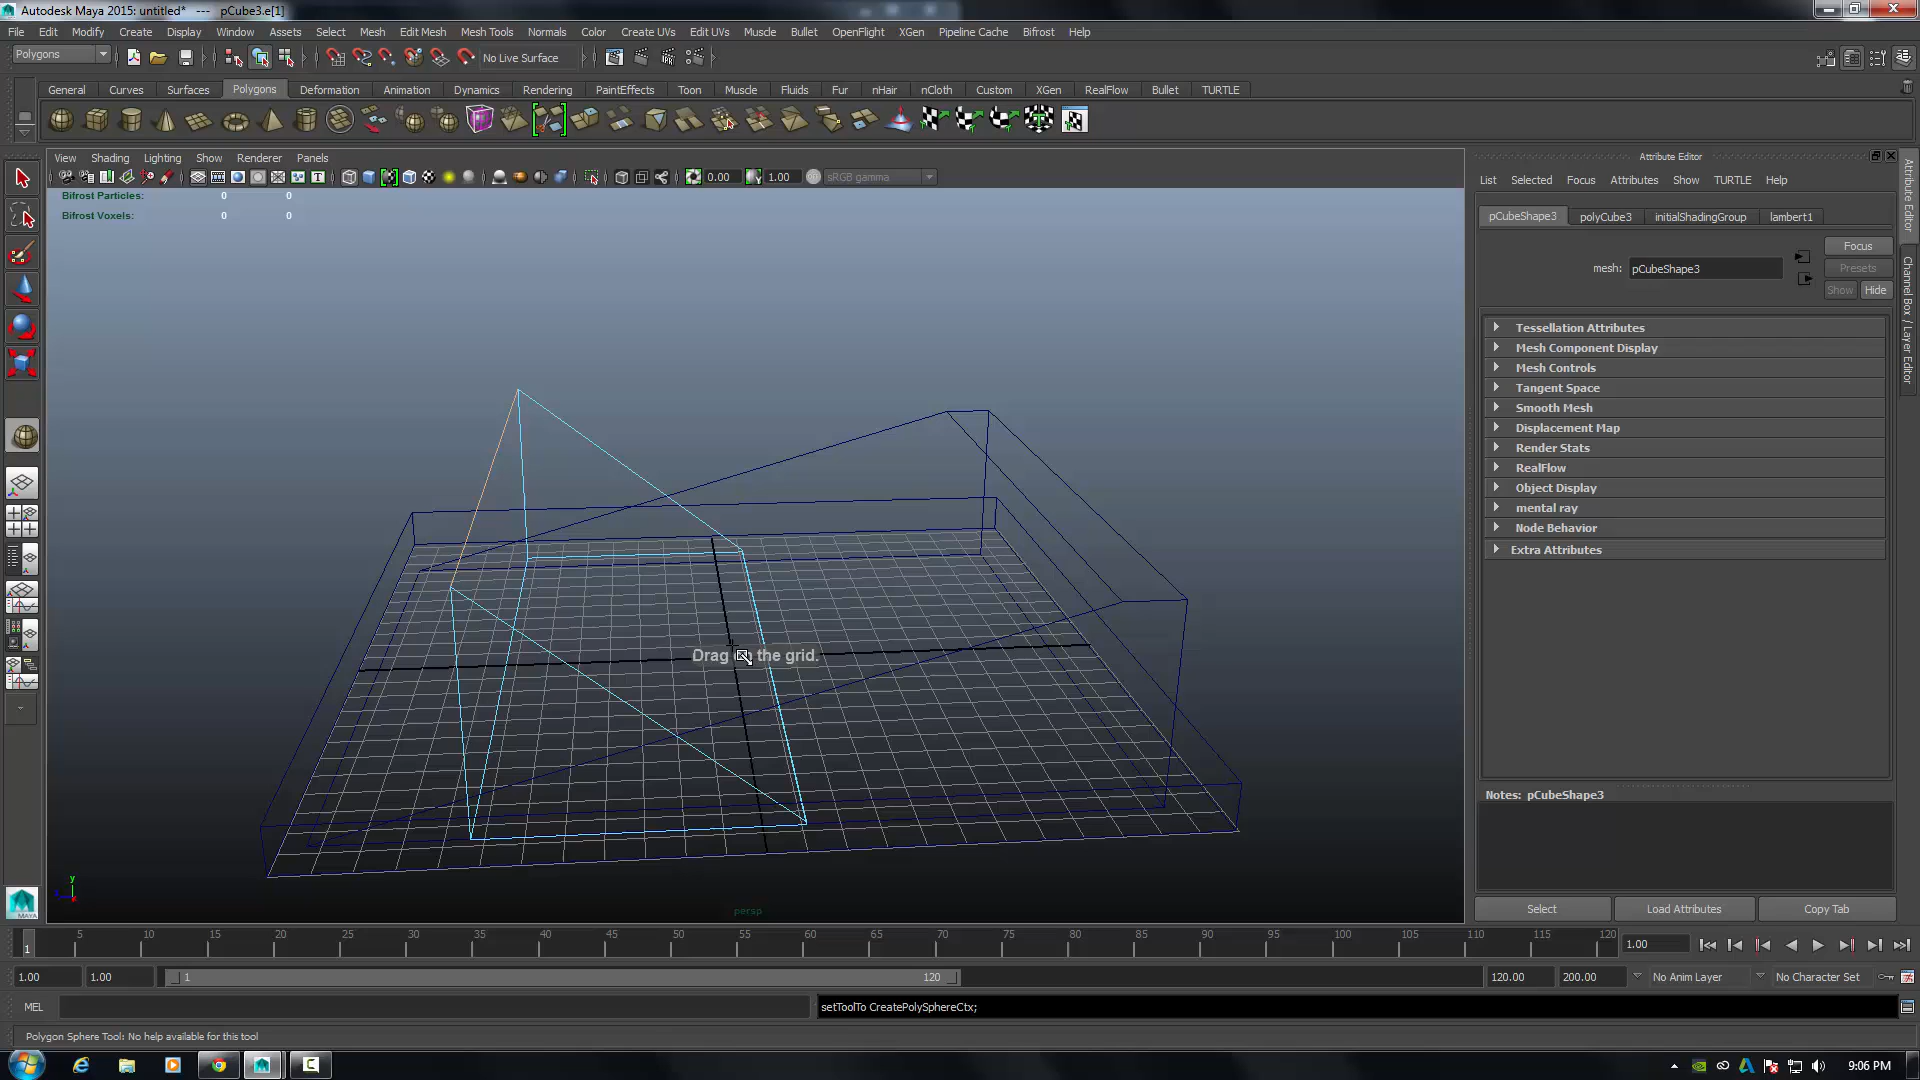 Autodesk Maya 2015: untitled*   ---   pCube3.e[1]
File Edit Modify Create Display Window Assets Select Mesh Edit Mesh Mesh Tools Normals Color Create UVs Edit UVs Muscle Bullet OpenFlight XGen Pipeline Cache Bifrost Help
Polygons No Live Surface
General Curves Surfaces Polygons Deformation Animation Dynamics Rendering PaintEffects Toon Muscle Fluids Fur nHair nCloth Custom XGen RealFlow Bullet TURTLE
View Shading Lighting Show Renderer Panels
0.00 1.00 sRGB gamma
Bifrost Particles: 0 0
Bifrost Voxels: 0 0
Drag on the grid.
persp
y
Attribute Editor
List Selected Focus Attributes Show TURTLE Help
pCubeShape3 polyCube3 initialShadingGroup lambert1
Focus
mesh: pCubeShape3
Presets
Show Hide
Tessellation Attributes
Mesh Component Display
Mesh Controls
Tangent Space
Smooth Mesh
Displacement Map
Render Stats
RealFlow
Object Display
mental ray
Node Behavior
Extra Attributes
Notes: pCubeShape3
Select Load Attributes Copy Tab
Attribute Editor
Channel Box / Layer Editor
MAYA
1 5 10 15 20 25 30 35 40 45 50 55 60 65 70 75 80 85 90 95 100 105 110 115 120 1.00
1.00 1.00 1 120 120.00 200.00 No Anim Layer No Character Set
MEL setToolTo CreatePolySphereCtx;
Polygon Sphere Tool: No help available for this tool
9:06 PM